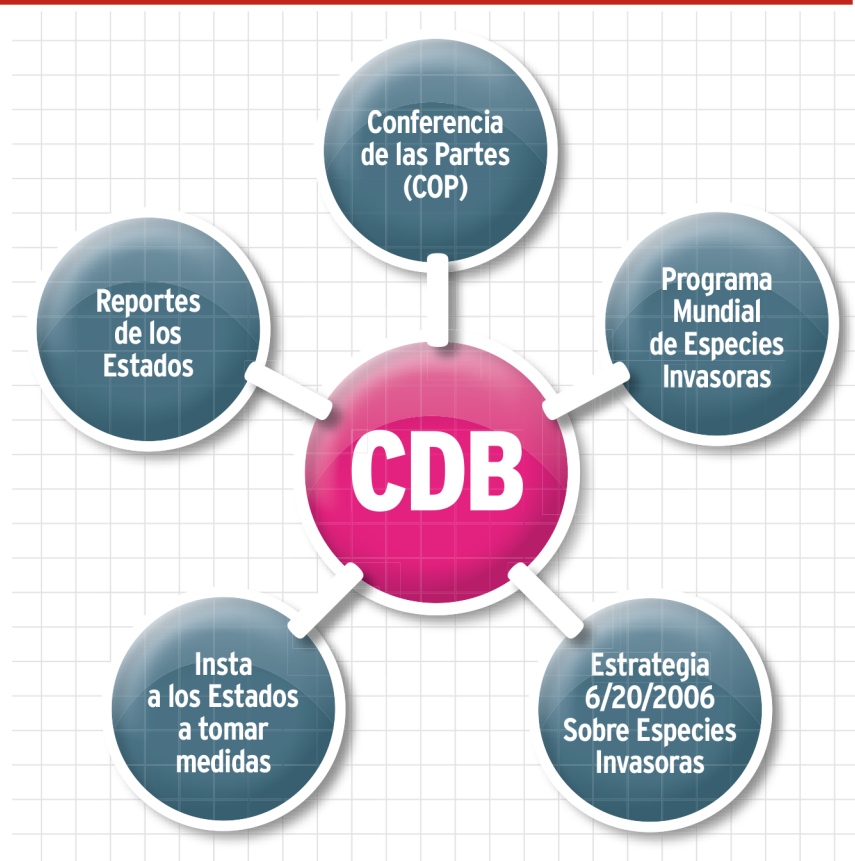 Conferencia
de las Partes
(COP)
Reportes
de los
Estados
Programa
Mundial
de Especies
Invasoras
CDB
Insta
a los Estados
a tomar
medidas
Estrategia
6/20/2006
Sobre Especies
Invasoras